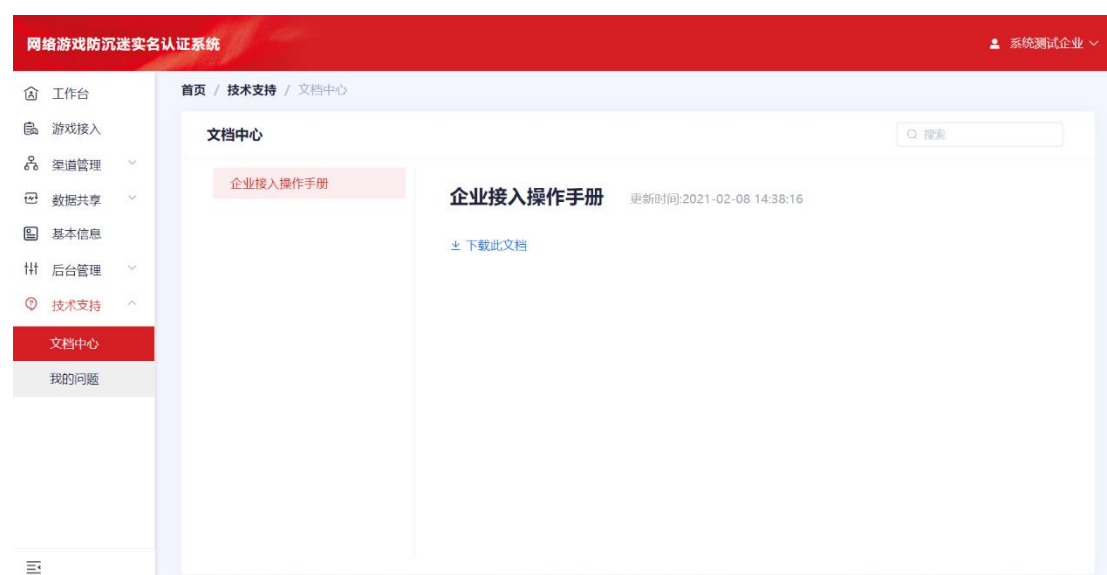 网络游戏防沉迷实名认证系统
系统测试企业
工作台
游戏接入
渠道管理
数据共享
基本信息
后台管理
技术支持
文档中心
我的问题
首页 / 技术支持 / 文档中心
文档中心
搜索
企业接入操作手册
企业接入操作手册 更新时间:2021-02-08 14:38:16
下载此文档